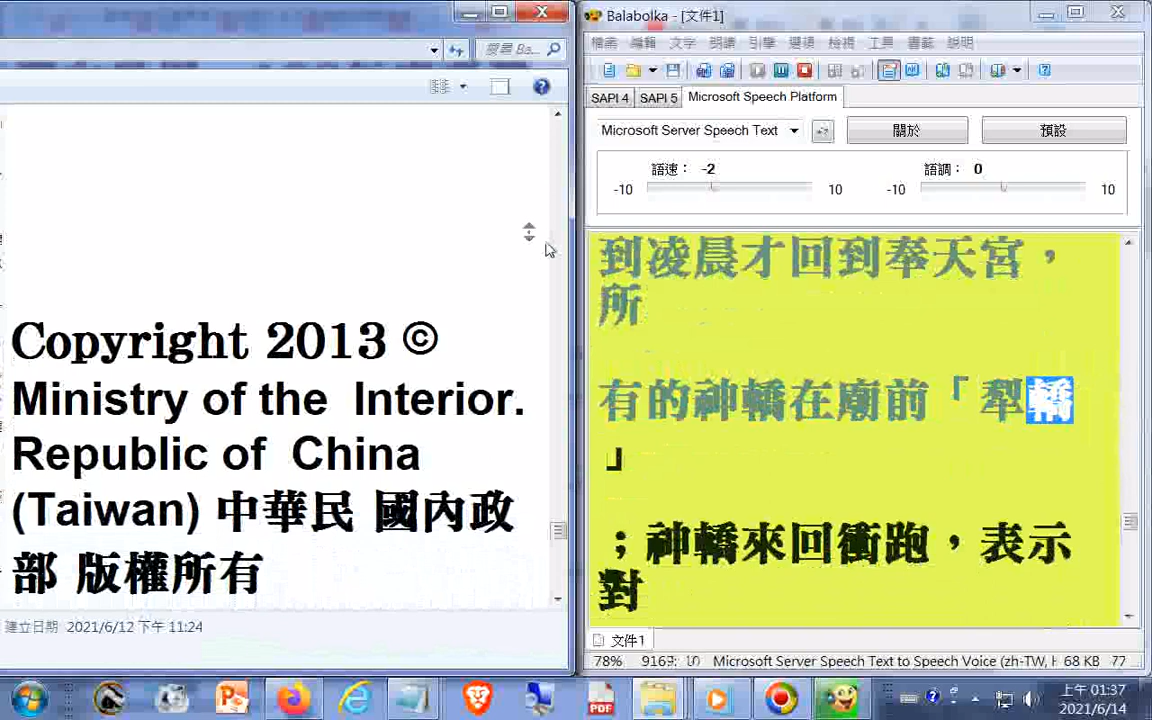 搜尋 Ba...
Copyright 2013 ©
Ministry of the Interior.
Republic of China
(Taiwan) 中華民 國內政
部 版權所有
建立日期 2021/6/12 下午 11:24
Balabolka - [文件1]
檔案 編輯 文字 朗讀 引擎 選項 檢視 工具 書籤 說明
SAPI 4 SAPI 5 Microsoft Speech Platform
Microsoft Server Speech Text 關於 預設
語速： -2 語調： 0
-10 10 -10 10
到凌晨才回到奉天宮，
所
有的神轎在廟前「犁轎
」
；神轎來回衝跑，表示
對
文件1
78% Microsoft Server Speech Text to Speech Voice (zh-TW, H 68 KB 77 ...
PDF
上午 01:37
2021/6/14